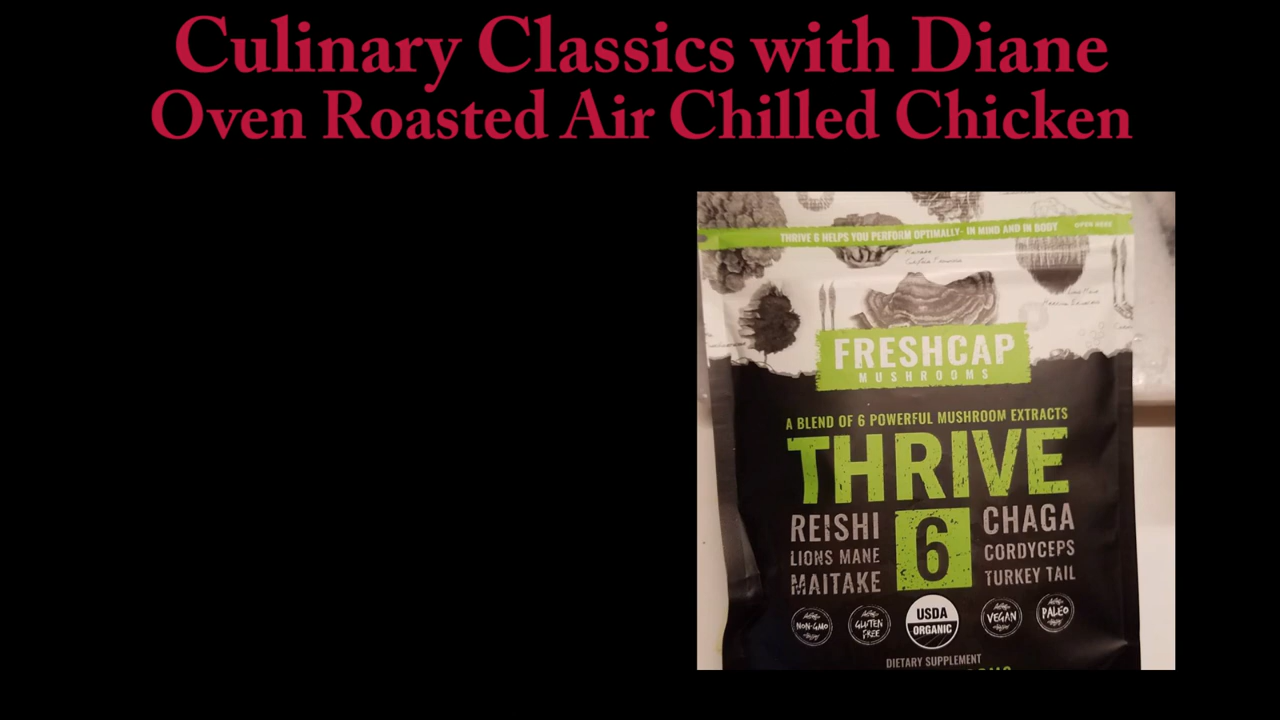 Culinary Classics with Diane
Oven Roasted Air Chilled Chicken
THRIVE 6 HELPS YOU PERFORM OPTIMALLY- IN MIND AND IN BODY
OPEN HERE
FRESHCAP
MUSHROOMS
A BLEND OF 6 POWERFUL MUSHROOM EXTRACTS
THRIVE
6
REISHI
LIONS MANE
MAITAKE
CHAGA
CORDYCEPS
TURKEY TAIL
NON-GMO
GLUTEN
FREE
USDA
ORGANIC
VEGAN
PALEO
DIETARY SUPPLEMENT